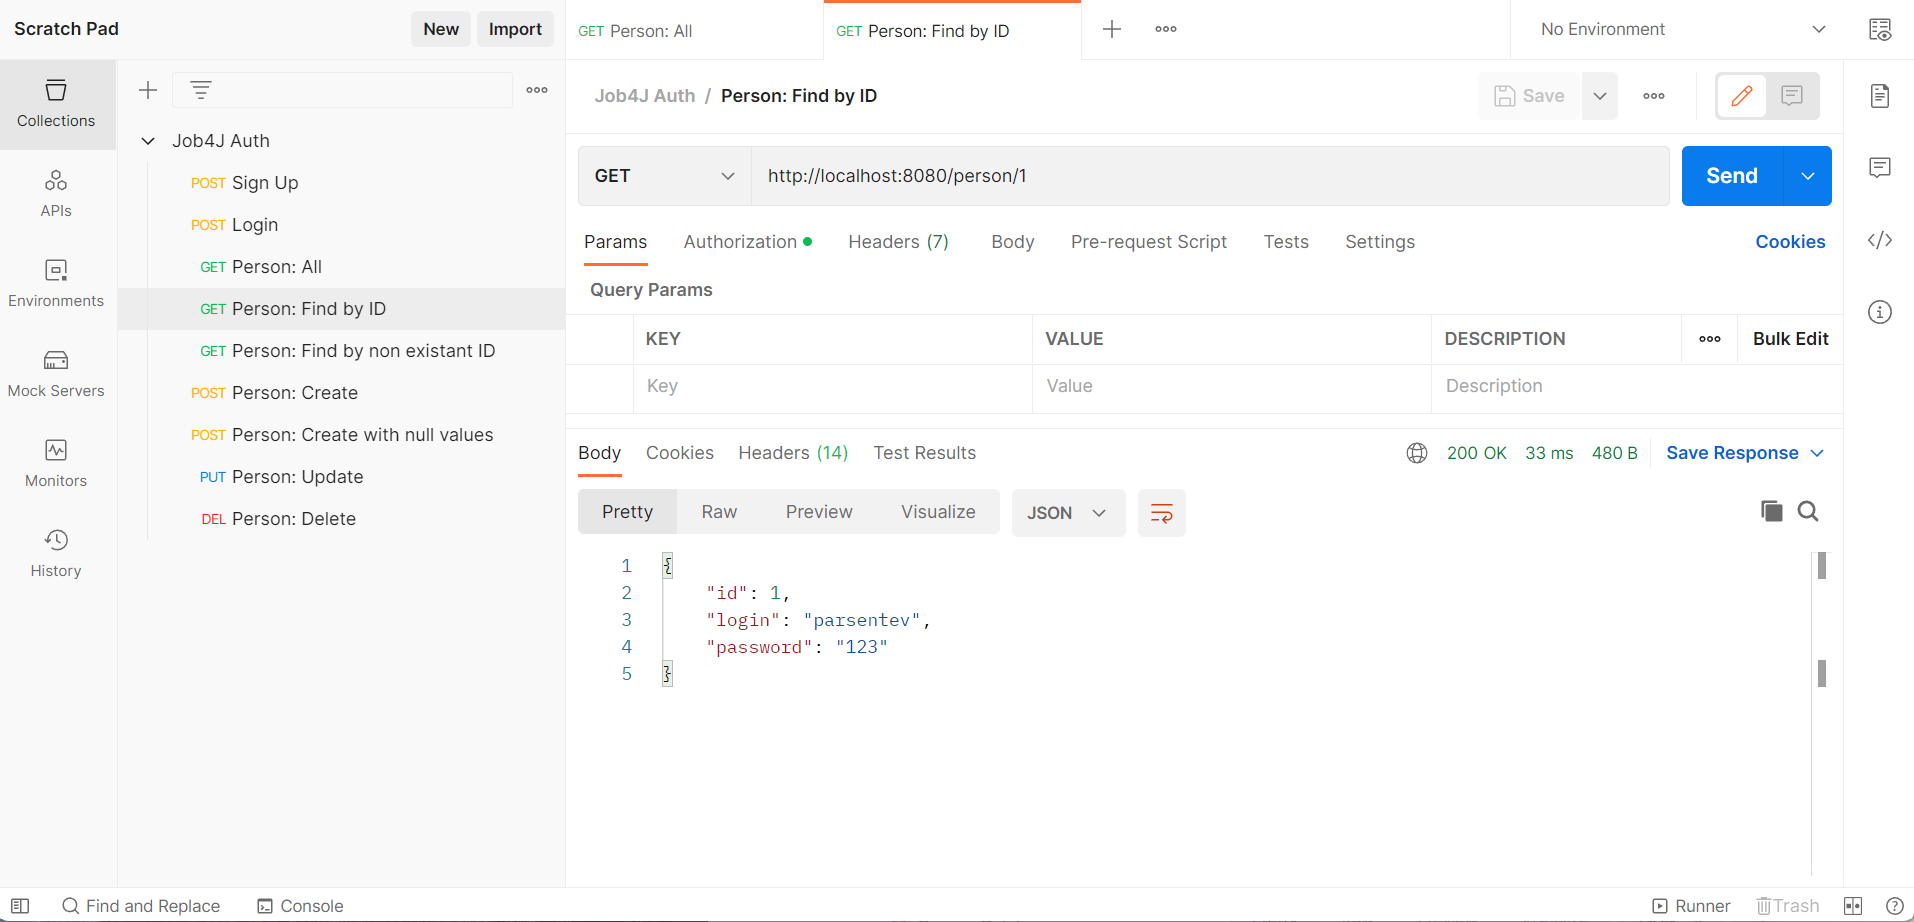 Scratch Pad
New
Import
GET Person: All
GET Person: Find by ID
No Environment
Collections
APIs
Environments
Mock Servers
Monitors
History
Job4J Auth
POST Sign Up
POST Login
GET Person: All
GET Person: Find by ID
GET Person: Find by non existant ID
POST Person: Create
POST Person: Create with null values
PUT Person: Update
DEL Person: Delete
Job4J Auth / Person: Find by ID
Save
GET
http://localhost:8080/person/1
Send
Params Authorization Headers (7) Body Pre-request Script Tests Settings
Cookies
Query Params
KEY VALUE DESCRIPTION Bulk Edit
Key Value Description
Body Cookies Headers (14) Test Results
200 OK 33 ms 480 B Save Response
Pretty Raw Preview Visualize JSON
1 {
2 "id": 1,
3 "login": "parsentev",
4 "password": "123"
5 }
Find and Replace Console
Runner Trash